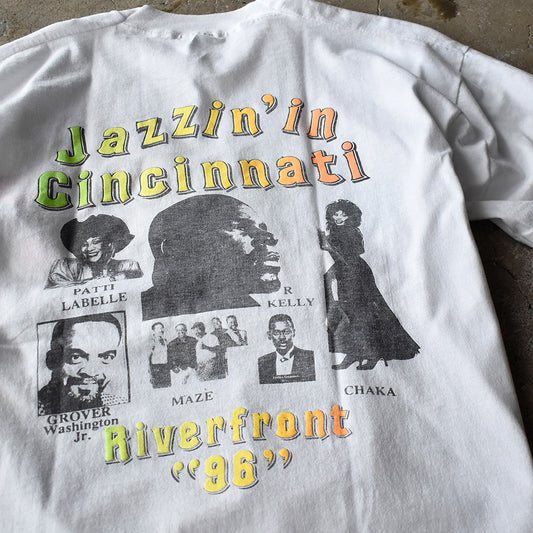 Jazzin' in
Cincinnati
PATTI
LABELLE
R
KELLY
GROVER
Washington
Jr.
MAZE
CHAKA
Riverfront
"96"